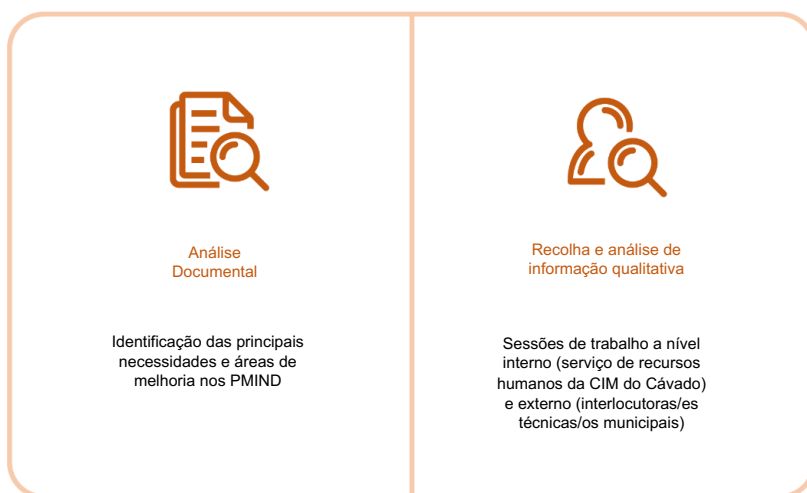 Análise
Documental
Identificação das principais
necessidades e áreas de
melhoria nos PMIND
Recolha e análise de
informação qualitativa
Sessões de trabalho a nível
interno (serviço de recursos
humanos da CIM do Cávado)
e externo (interlocutoras/es
técnicas/os municipais)